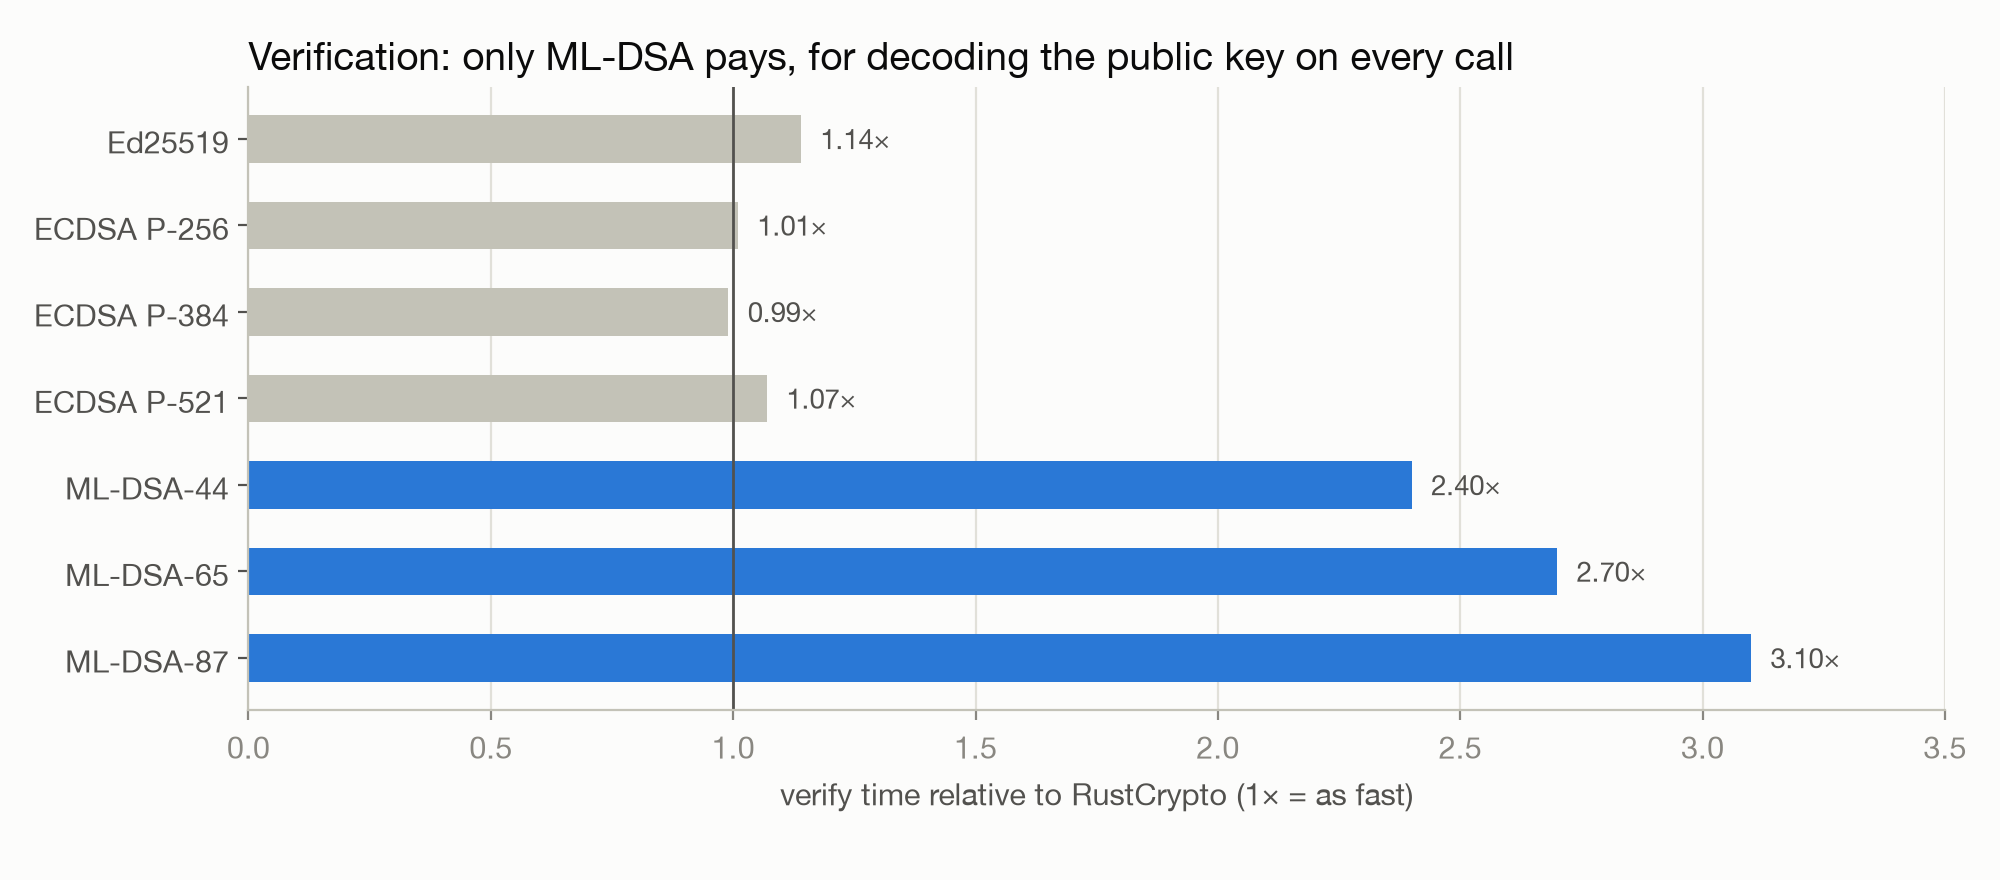 Verification: only ML-DSA pays, for decoding the public key on every call
Ed25519
1.14×
ECDSA P-256
1.01×
ECDSA P-384
0.99×
ECDSA P-521
1.07×
ML-DSA-44
2.40×
ML-DSA-65
2.70×
ML-DSA-87
3.10×
0.0 0.5 1.0 1.5 2.0 2.5 3.0 3.5
verify time relative to RustCrypto (1× = as fast)